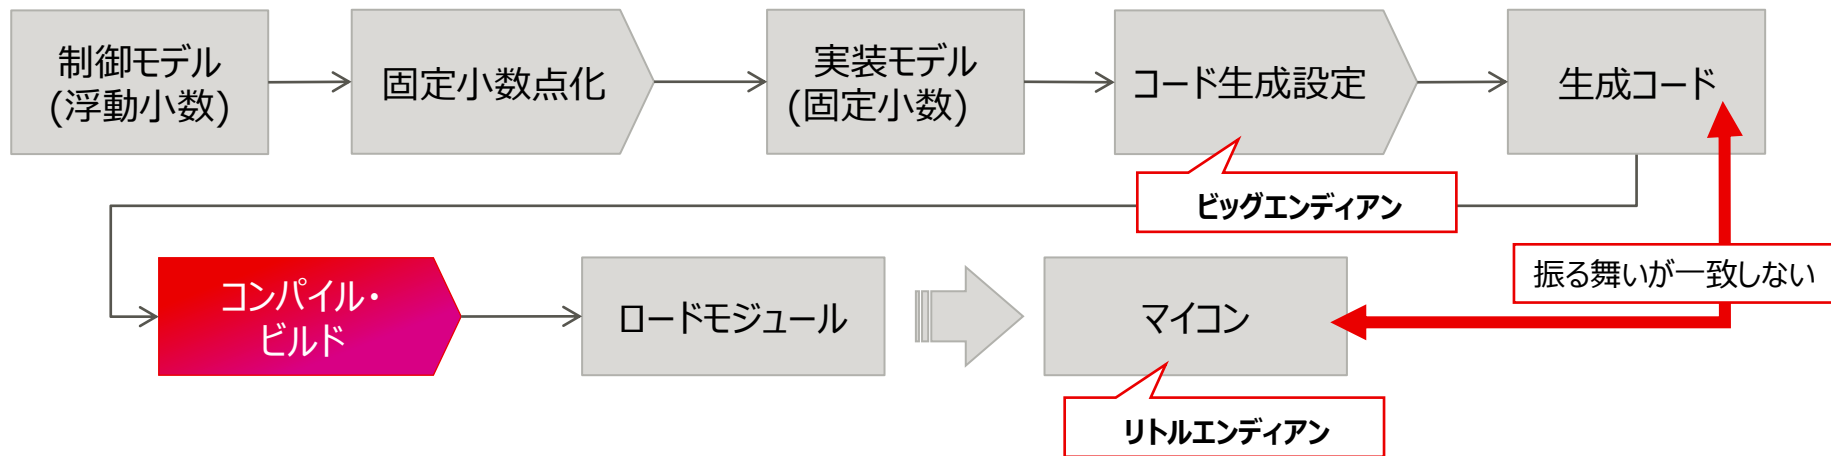 制御モデル
(浮動小数)
固定小数点化
実装モデル
(固定小数)
コード生成設定
生成コード
ビッグエンディアン
振る舞いが一致しない
コンパイル・
ビルド
ロードモジュール
マイコン
リトルエンディアン